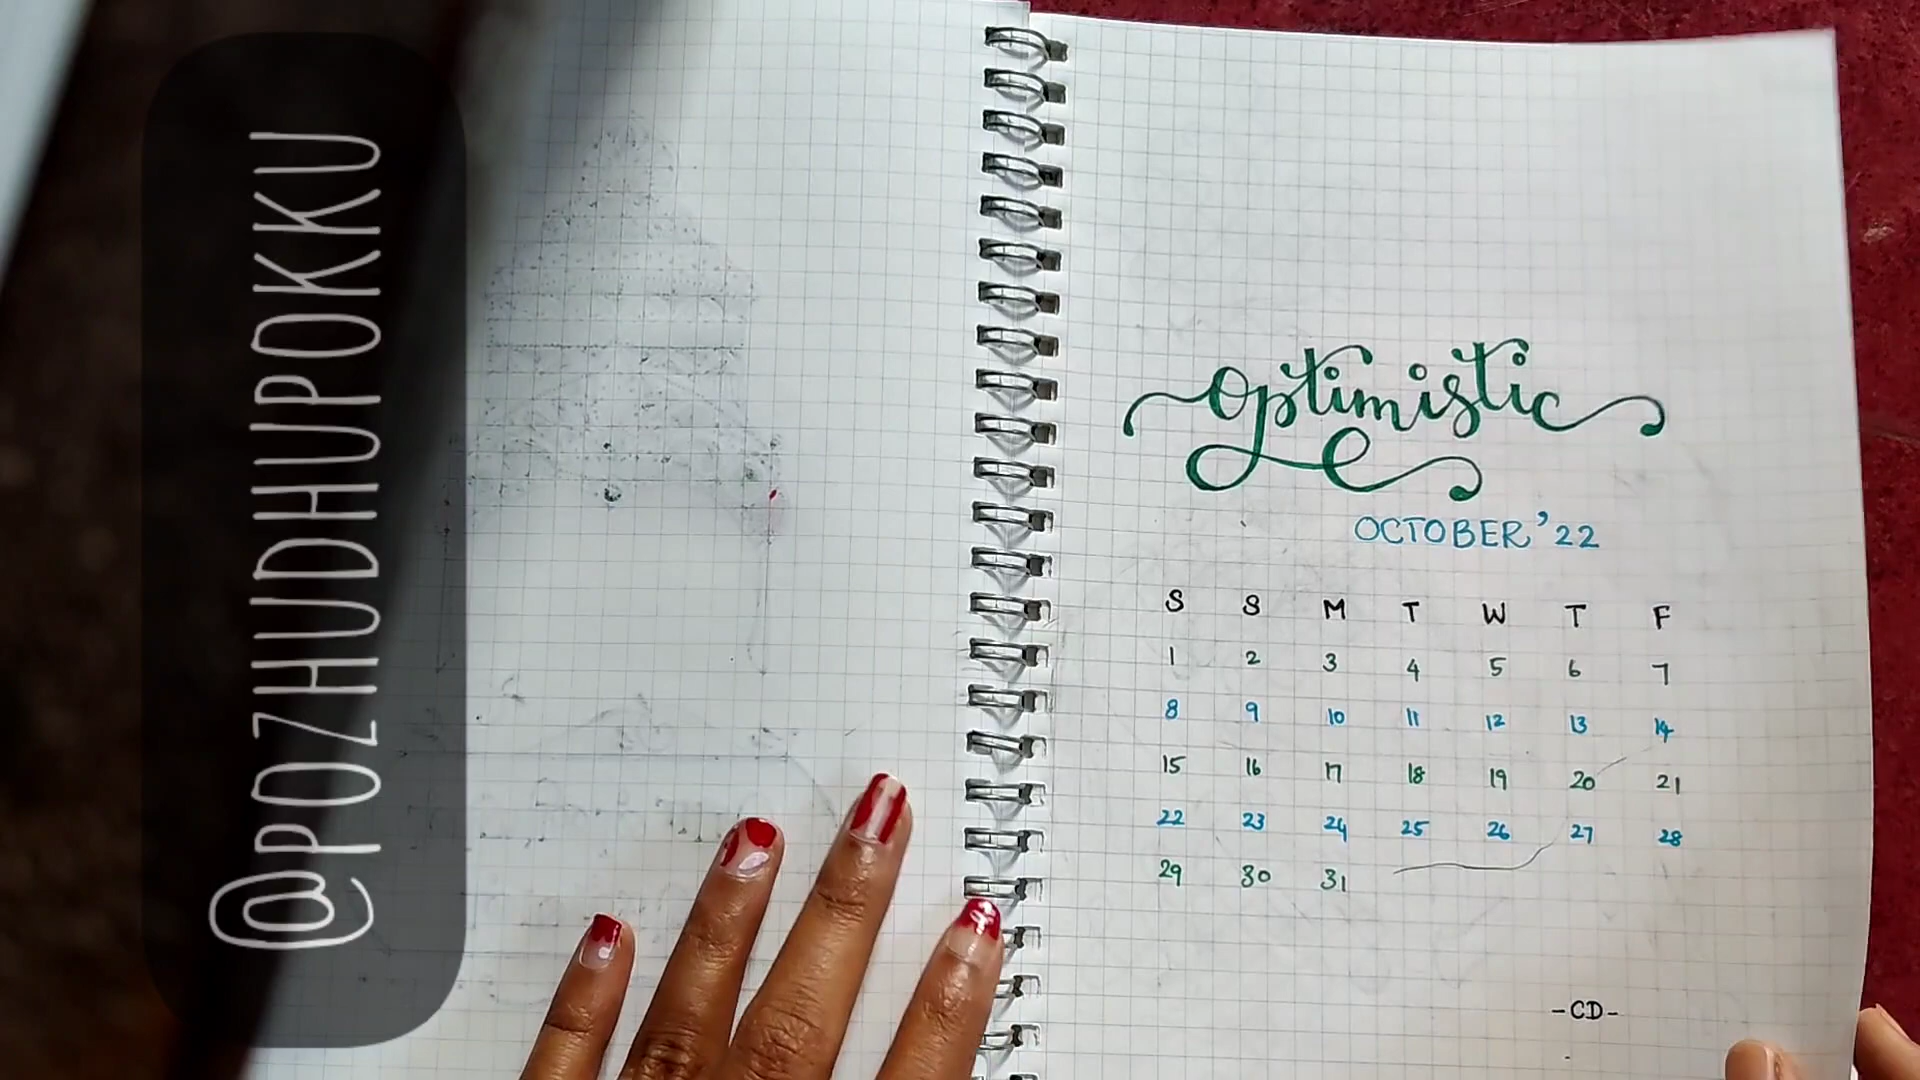 @POZHUDHUPOKKU
optimistic
OCTOBER '22
S S M T W T F
1 2 3 4 5 6 7
8 9 10 11 12 13 14
15 16 17 18 19 20 21
22 23 24 25 26 27 28
29 30 31
-CD-